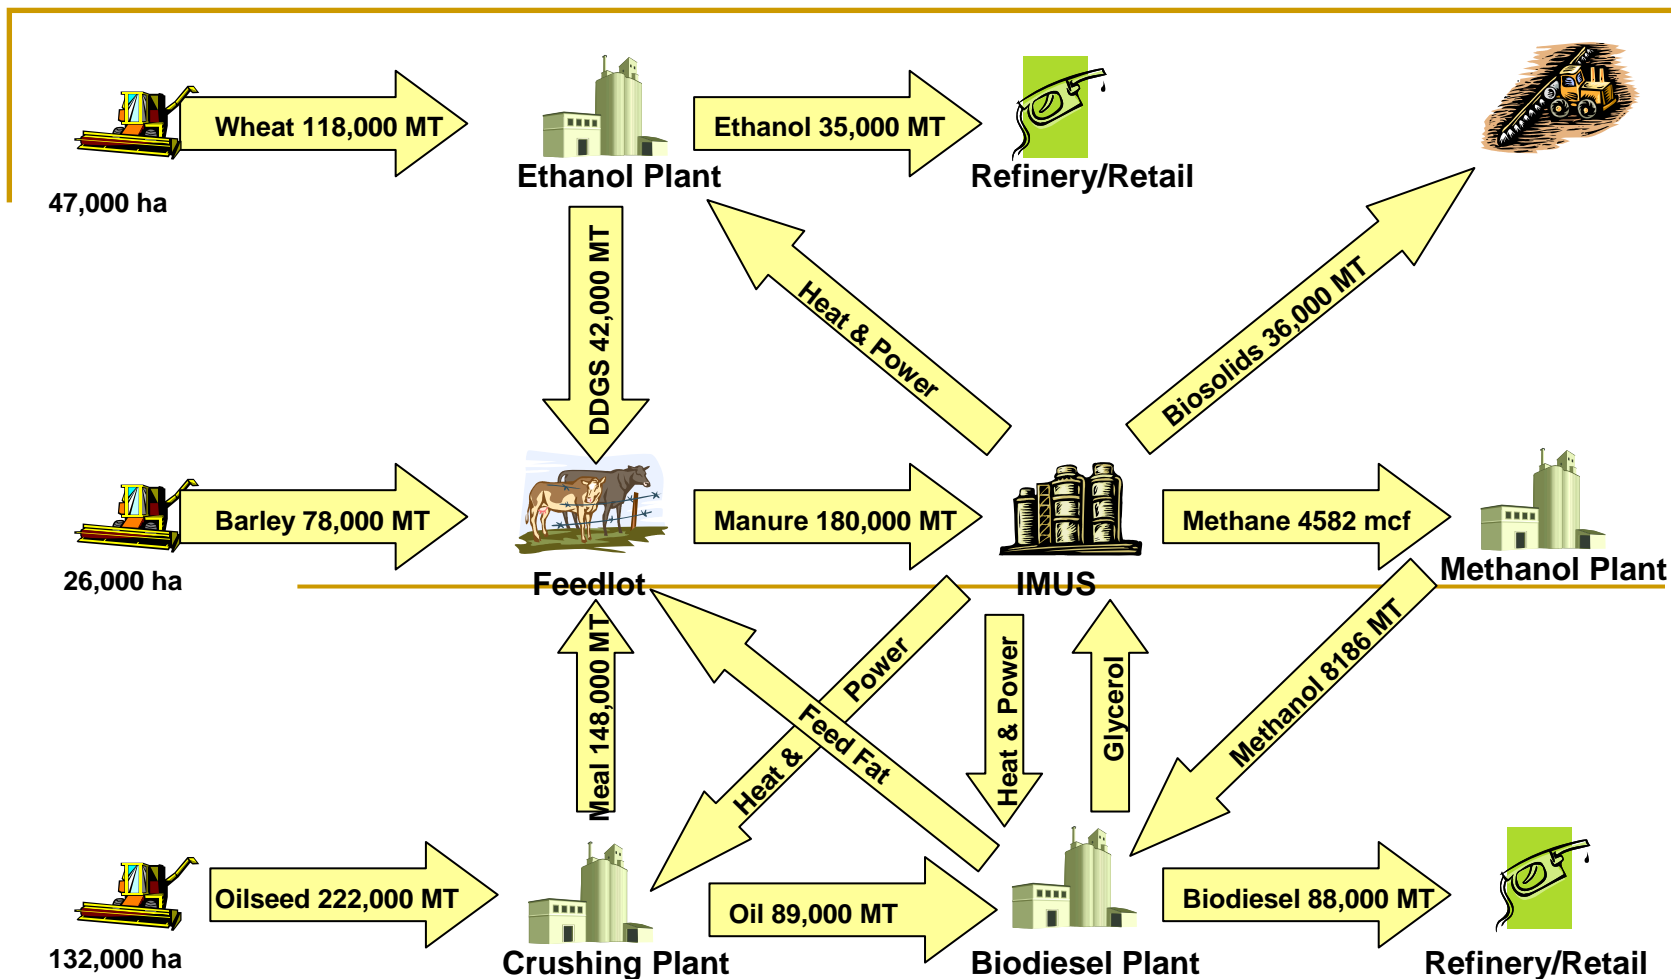 Wheat 118,000 MT
Ethanol 35,000 MT
47,000 ha
Ethanol Plant
Refinery/Retail
DDGS 42,000 MT
Heat & Power
Biosolids 36,000 MT
Barley 78,000 MT
Manure 180,000 MT
Methane 4582 mcf
26,000 ha
Feedlot
IMUS
Methanol Plant
Meal 148,000 MT
Heat & Power
Feed Fat
Heat & Power
Glycerol
Methanol 8186 MT
Oilseed 222,000 MT
Oil 89,000 MT
Biodiesel 88,000 MT
132,000 ha
Crushing Plant
Biodiesel Plant
Refinery/Retail